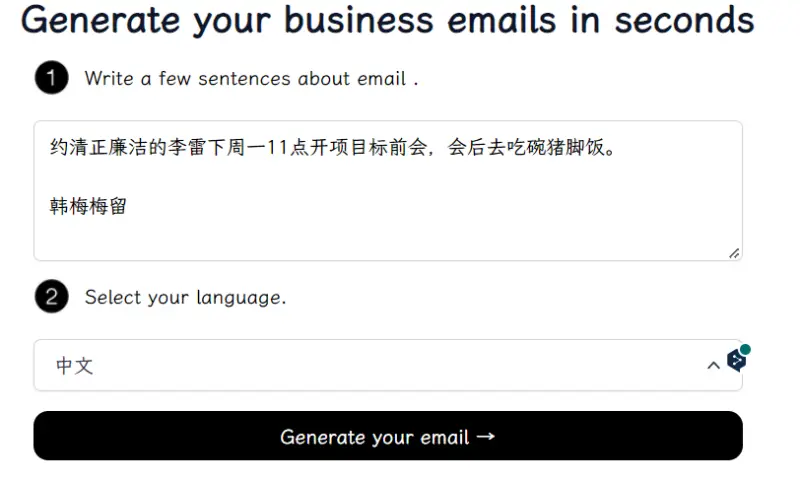 Generate your business emails in seconds
1 Write a few sentences about email .
约清正廉洁的李雷下周一11点开项目标前会，会后去吃碗猪脚饭。
韩梅梅留
2 Select your language.
中文
Generate your email →